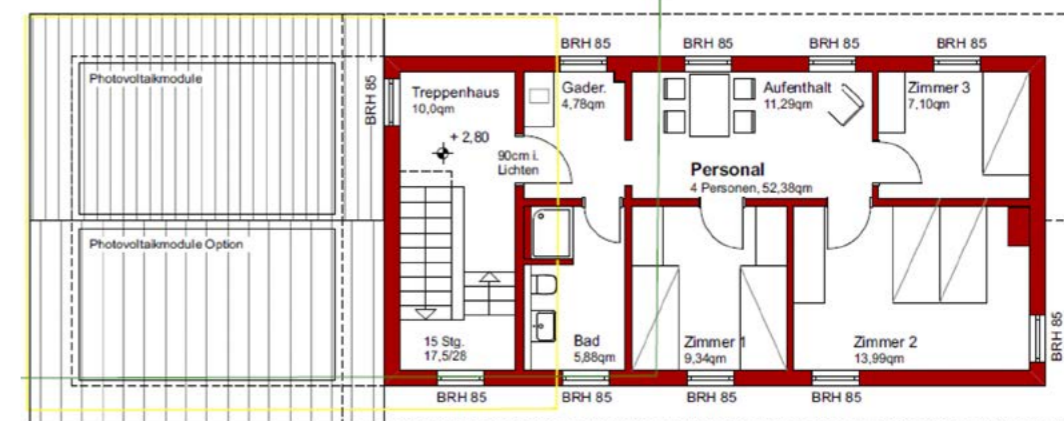 BRH 85
BRH 85
BRH 85
BRH 85
Photovoltaikmodule
BRH 85
Treppenhaus
10,0qm
Gader.
4,78qm
Aufenthalt
11,29qm
Zimmer 3
7,10qm
+ 2,80
90cm i.
Lichten
Personal
4 Personen, 52,38qm
Photovoltaikmodule Option
15 Stg.
17,5/28
Bad
5,88qm
Zimmer 1
9,34qm
Zimmer 2
13,99qm
BRH 85
BRH 85
BRH 85
BRH 85
BRH 85